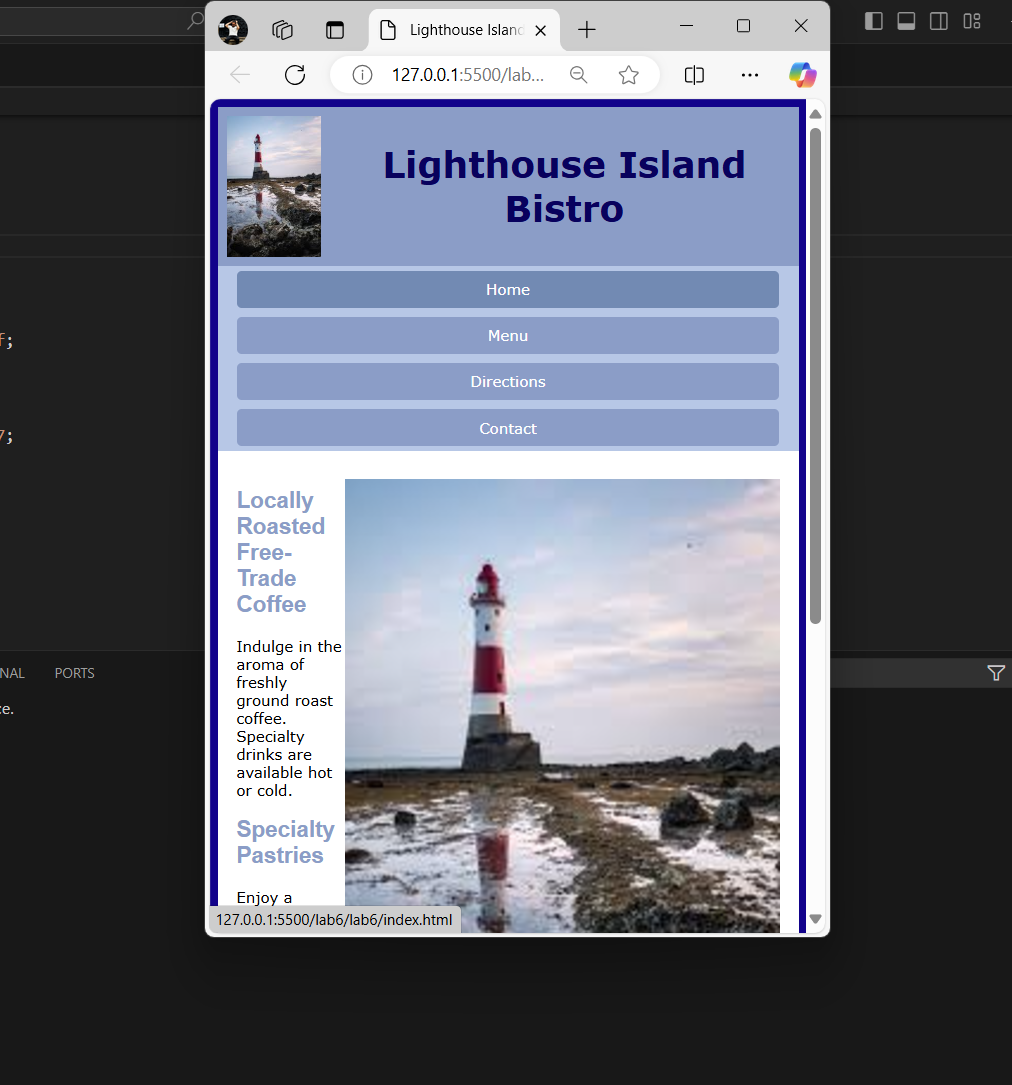 Lighthouse Island
127.0.0.1:5500/lab...
Lighthouse Island
Bistro
Home
Menu
Directions
Contact
Locally
Roasted
Free-
Trade
Coffee
Indulge in the
aroma of
freshly
ground roast
coffee.
Specialty
drinks are
available hot
or cold.
Specialty
Pastries
Enjoy a
127.0.0.1:5500/lab6/lab6/index.html
f;
7;
NAL
PORTS
ce.